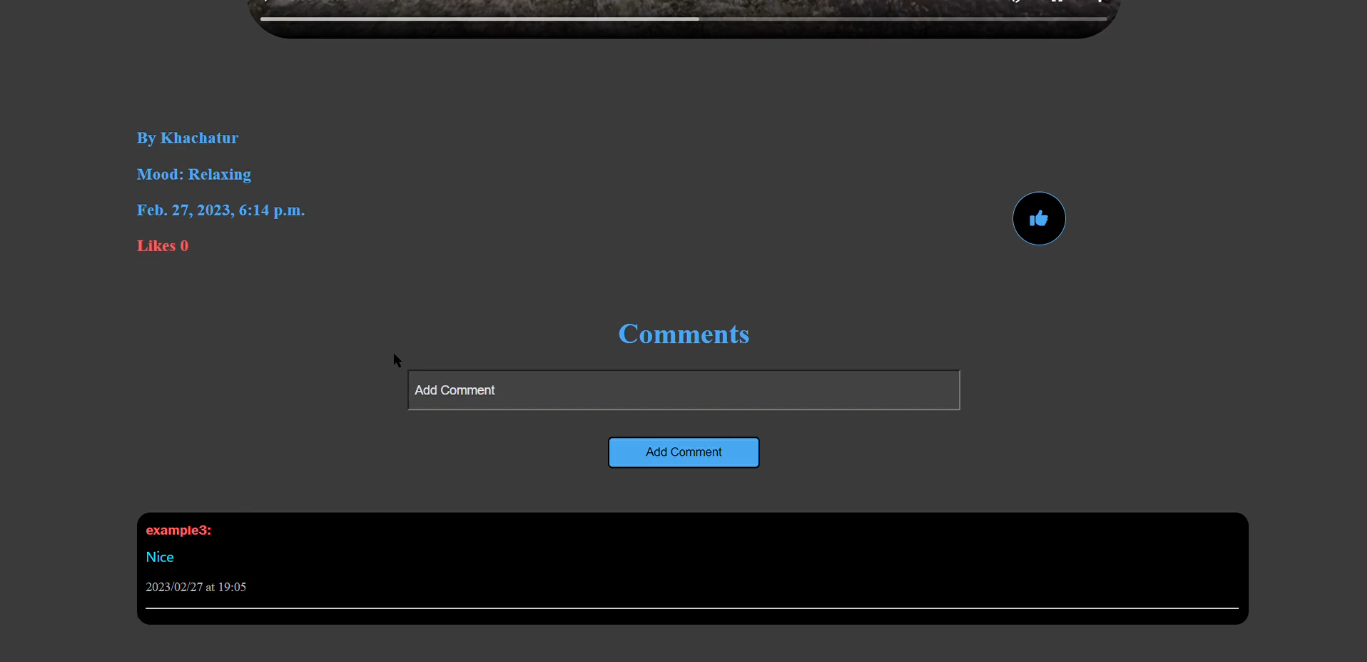 By Khachatur
Mood: Relaxing
Feb. 27, 2023, 6:14 p.m.
Likes 0
Comments
Add Comment
Add Comment
example3:
Nice
2023/02/27 at 19:05